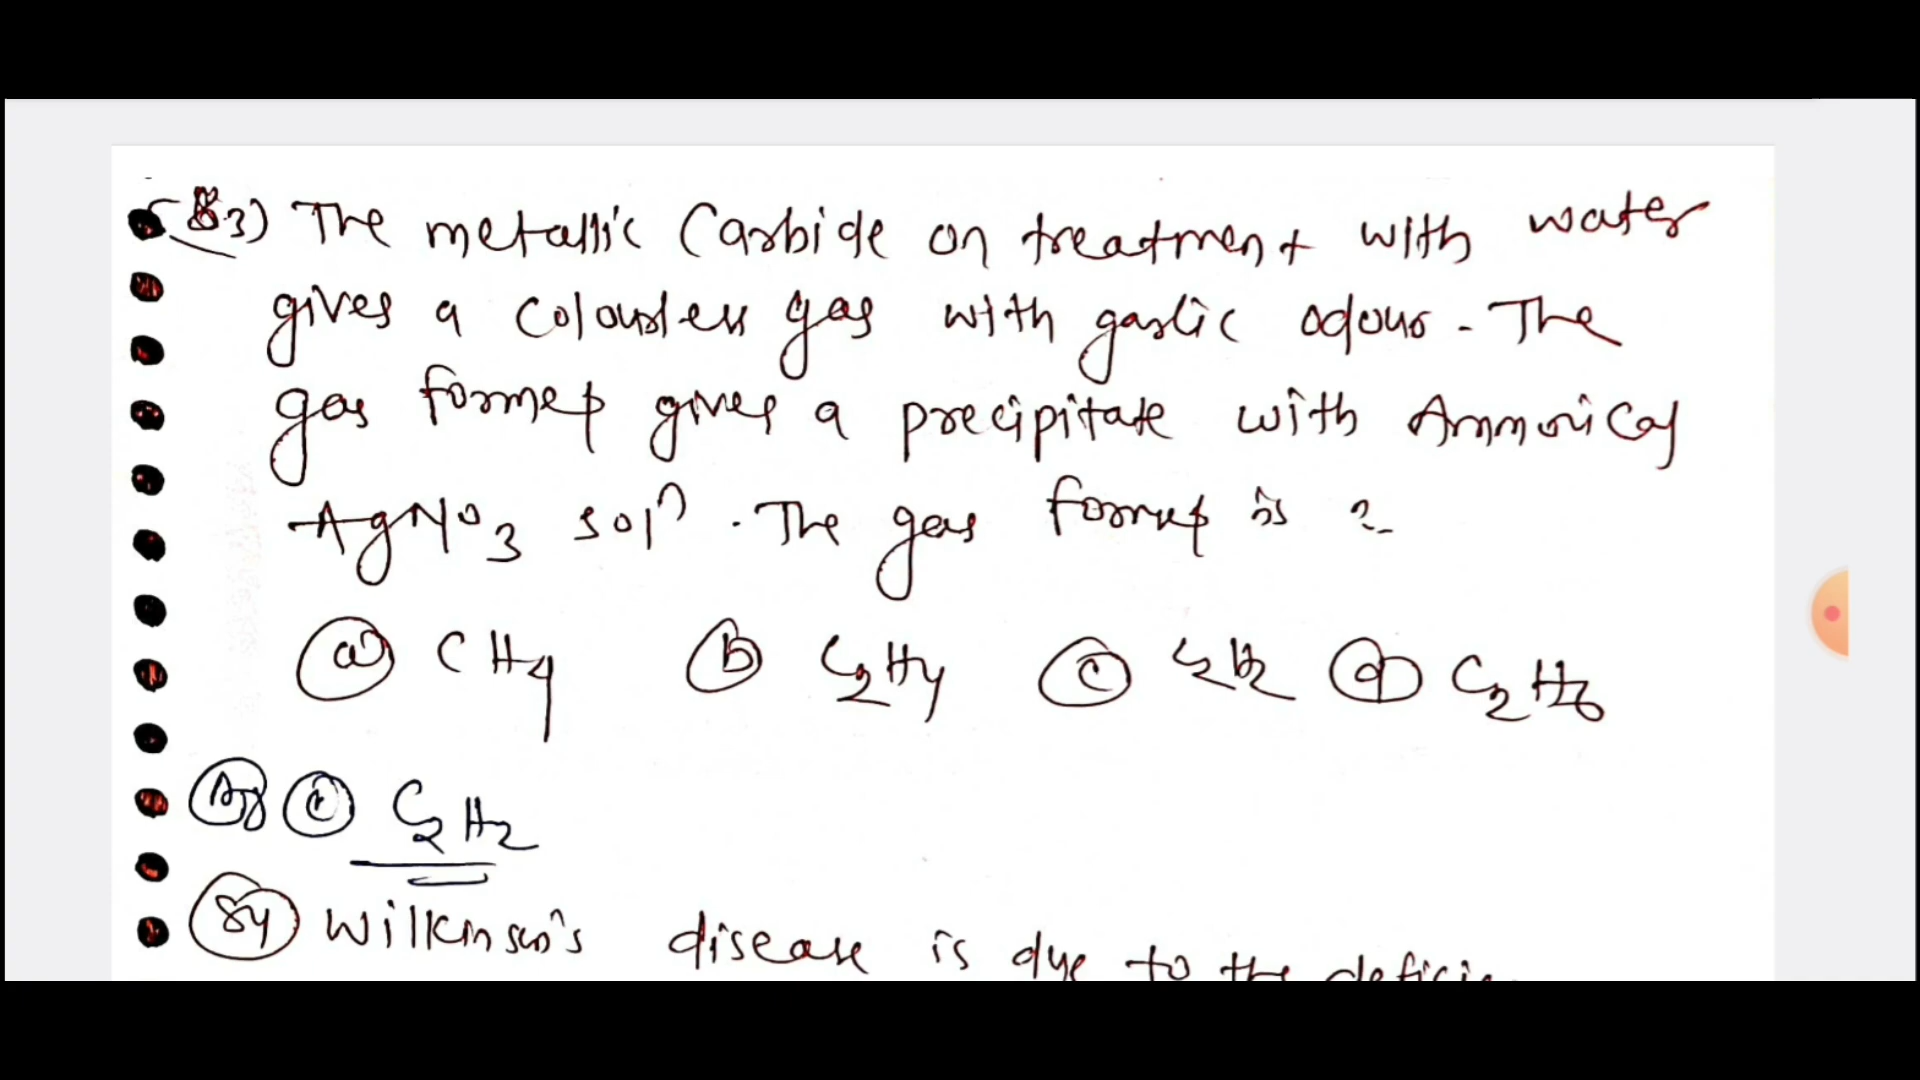 83) The metallic Carbide on treatment with water
gives a colourless gas with garlic odour. The
gas formed gives a precipitate with Ammonical
AgNO3 solⁿ. The gas formed is ?
(a) CH4 (b) C2H4 (c) C2H2 (d) C2H6
Ans (c) C2H2
84) Wilkinson's disease is due to the